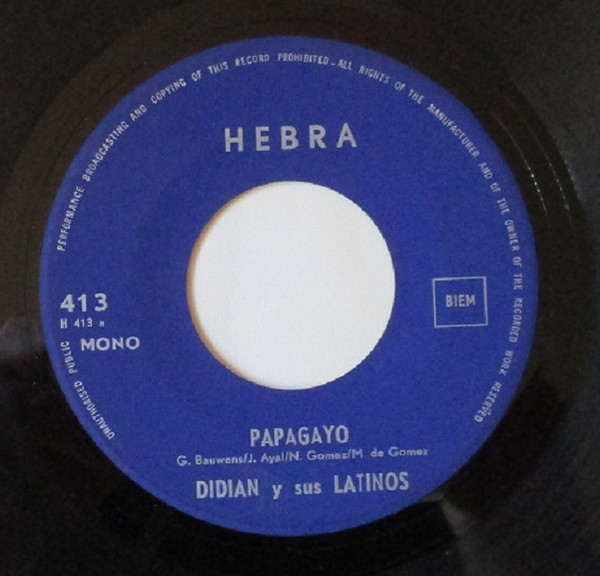 UNAUTHORISED PUBLIC PERFORMANCE BROADCASTING AND COPYING OF THIS RECORD PROHIBITED - ALL RIGHTS OF THE MANUFACTURER AND OF THE OWNER OF THE RECORDED WORK RESERVED
HEBRA
413
H 413 a
MONO
BIEM
PAPAGAYO
G. Bauwens/J. Ayal/N. Gomez/M. de Gomez
DIDIAN y sus LATINOS